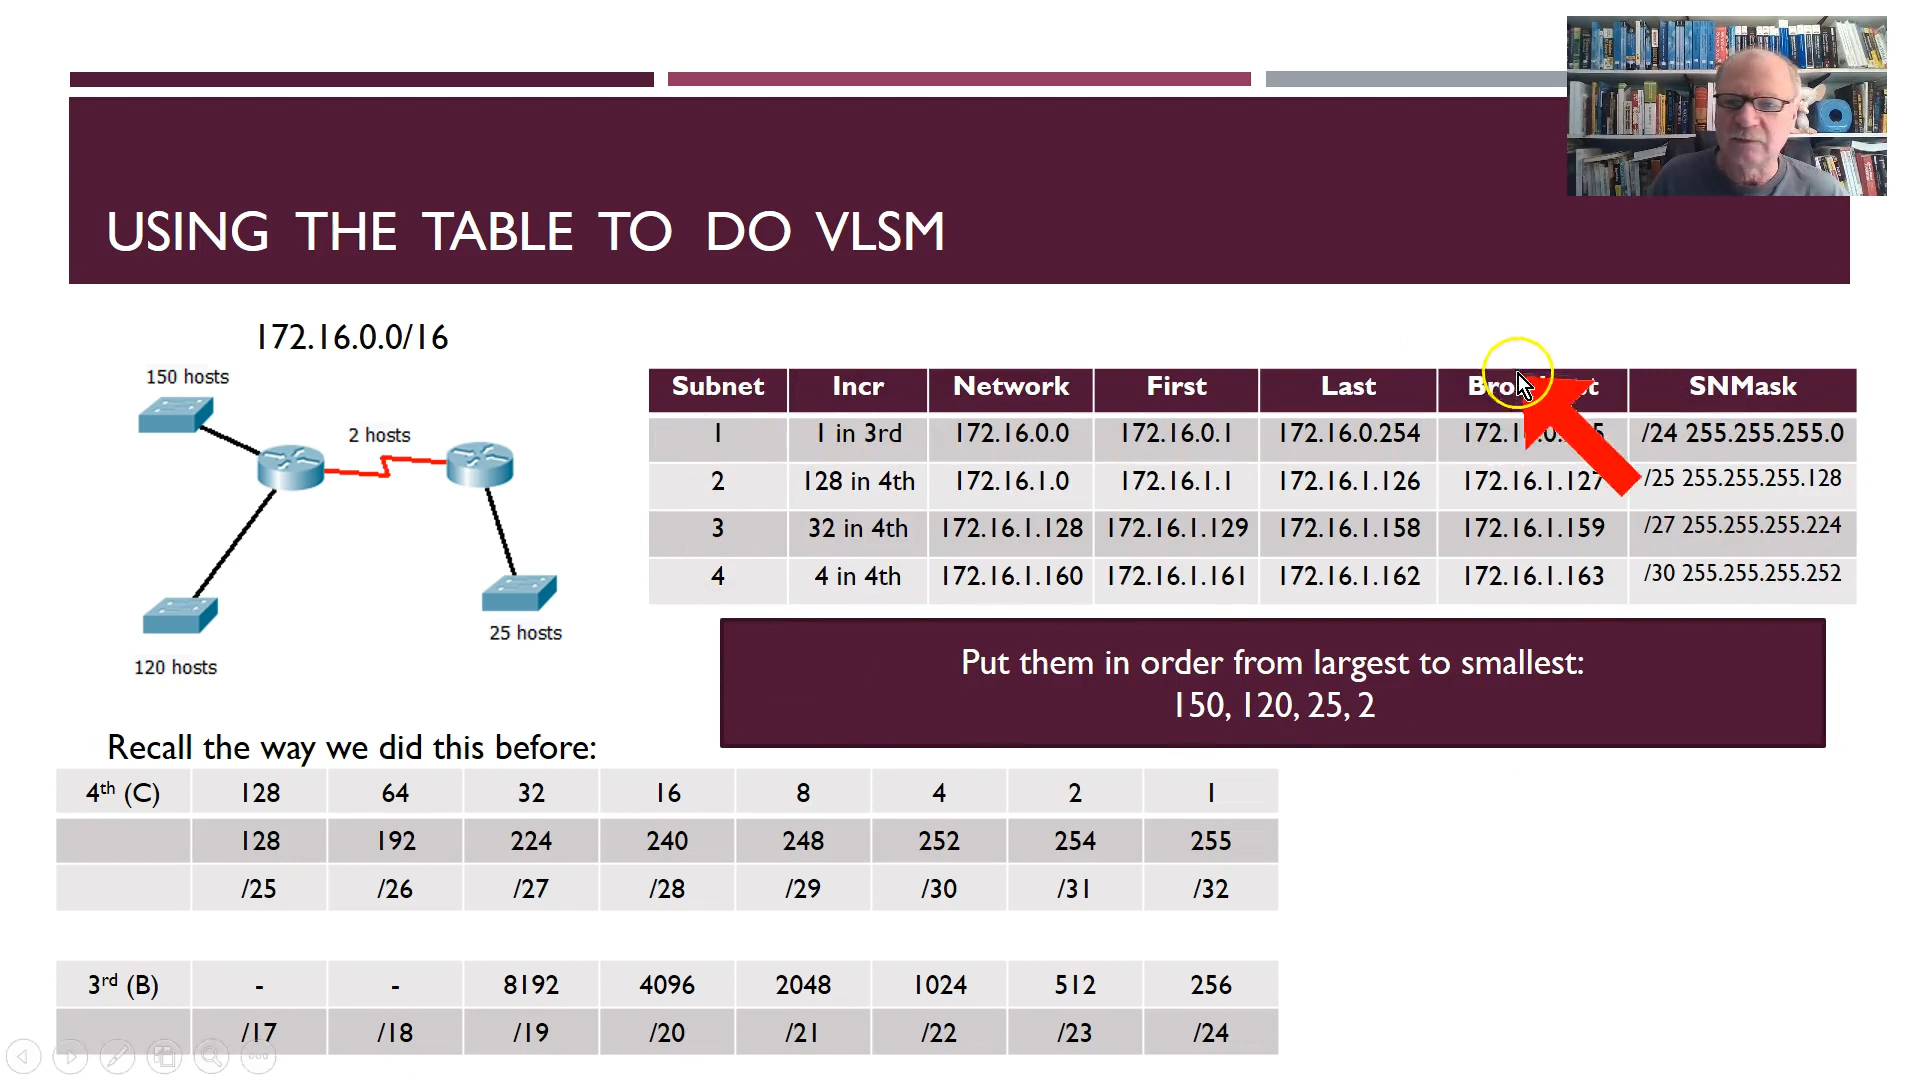 USING THE TABLE TO DO VLSM
172.16.0.0/16
150 hosts
2 hosts
25 hosts
120 hosts
Subnet Incr Network First Last SNMask
1 1 in 3rd 172.16.0.0 172.16.0.1 172.16.0.254 /24 255.255.255.0
2 128 in 4th 172.16.1.0 172.16.1.1 172.16.1.126 172.16.1.127 /25 255.255.255.128
3 32 in 4th 172.16.1.128 172.16.1.129 172.16.1.158 172.16.1.159 /27 255.255.255.224
4 4 in 4th 172.16.1.160 172.16.1.161 172.16.1.162 172.16.1.163 /30 255.255.255.252
Put them in order from largest to smallest:
150, 120, 25, 2
Recall the way we did this before:
4th (C) 128 64 32 16 8 4 2 1
128 192 224 240 248 252 254 255
/25 /26 /27 /28 /29 /30 /31 /32
3rd (B) - - 8192 4096 2048 1024 512 256
/17 /18 /19 /20 /21 /22 /23 /24